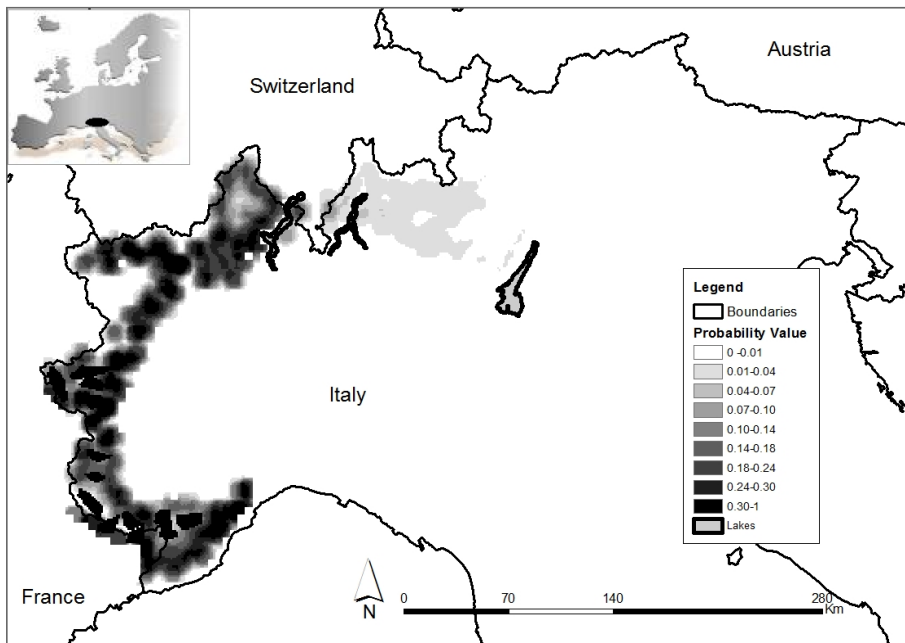 Austria
Switzerland
Italy
France
Legend
Boundaries
Probability Value
0 -0.01
0.01-0.04
0.04-0.07
0.07-0.10
0.10-0.14
0.14-0.18
0.18-0.24
0.24-0.30
0.30-1
Lakes
N
0 70 140 280
Km